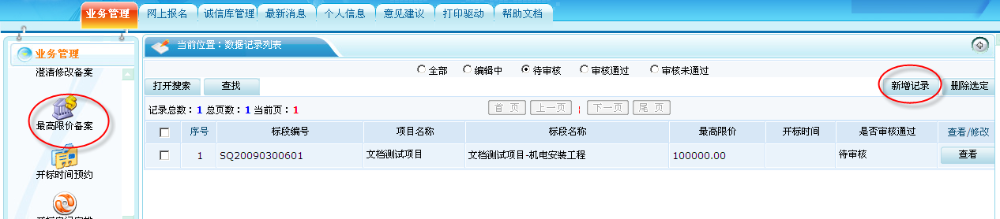 业务管理 网上报名 诚信库管理 最新消息 个人信息 意见建议 打印驱动 帮助文档
业务管理
澄清修改备案
最高限价备案
开标时间预约
当前位置：数据记录列表
全部 编辑中 待审核 审核通过 审核未通过
打开搜索 查找 新增记录 删除选定
记录总数：1 总页数：1 当前页：1 首 页 上一页 ¦ 下一页 尾 页
序号 标段编号 项目名称 标段名称 最高限价 开标时间 是否审核通过 查看/修改
1 SQ20090300601 文档测试项目 文档测试项目-机电安装工程 100000.00 待审核 查看